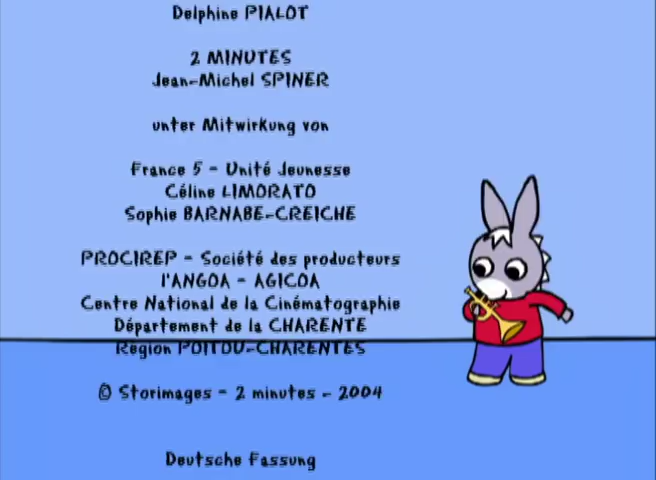 Delphine PIALOT
2 MINUTES
Jean-Michel SPINER
unter Mitwirkung von
France 5 - Unité Jeunesse
Céline LIMORATO
Sophie BARNABE-CREICHE
PROCIREP - Société des producteurs
l'ANGOA - AGICOA
Centre National de la Cinématographie
Département de la CHARENTE
Région POITOU-CHARENTES
© Storimages - 2 minutes - 2004
Deutsche Fassung